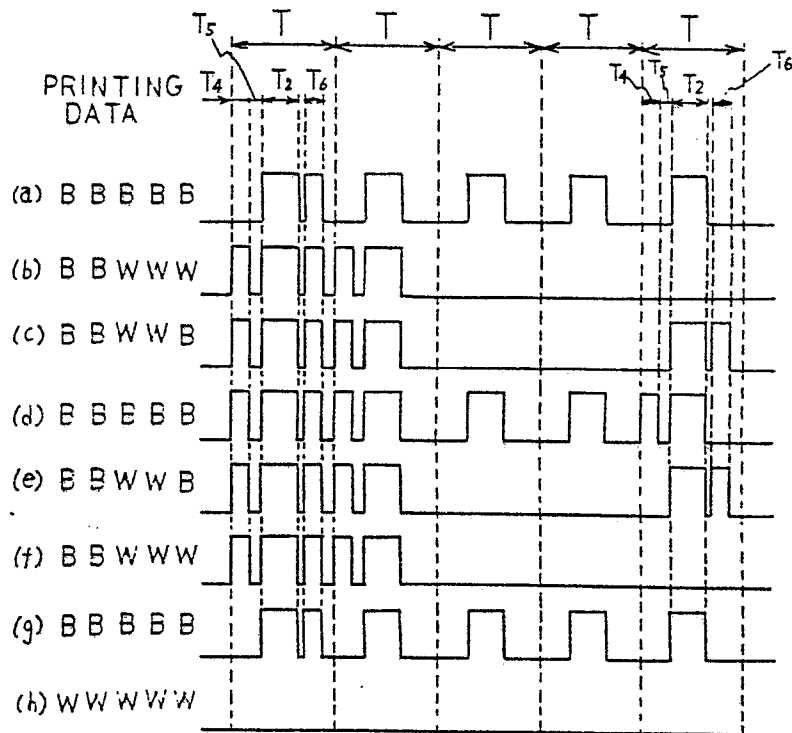 T5 T T T T T
PRINTING DATA
T4 T2 T6 T4 T5 T2 T6
(a) B B B B B
(b) B B W W W
(c) B B W W B
(d) B B B B B
(e) B B W W B
(f) B B W W W
(g) B B B B B
(h) W W W W W